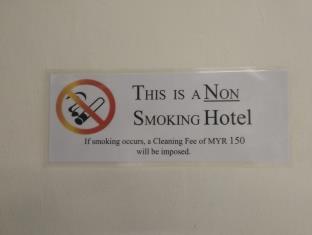 THIS IS A NON
SMOKING Hotel
If smoking occurs, a Cleaning Fee of MYR 150
will be imposed.